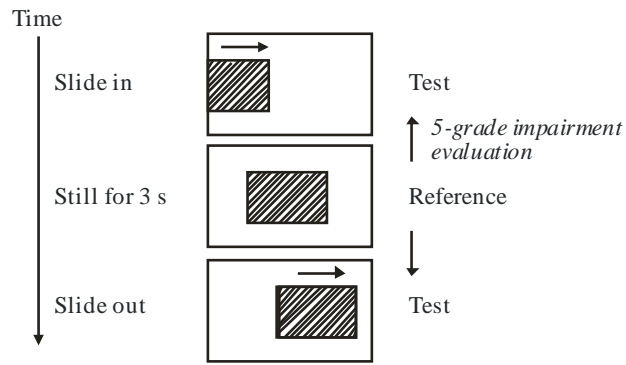 Time
Slide in
Test
5-grade impairment
evaluation
Still for 3 s
Reference
Slide out
Test